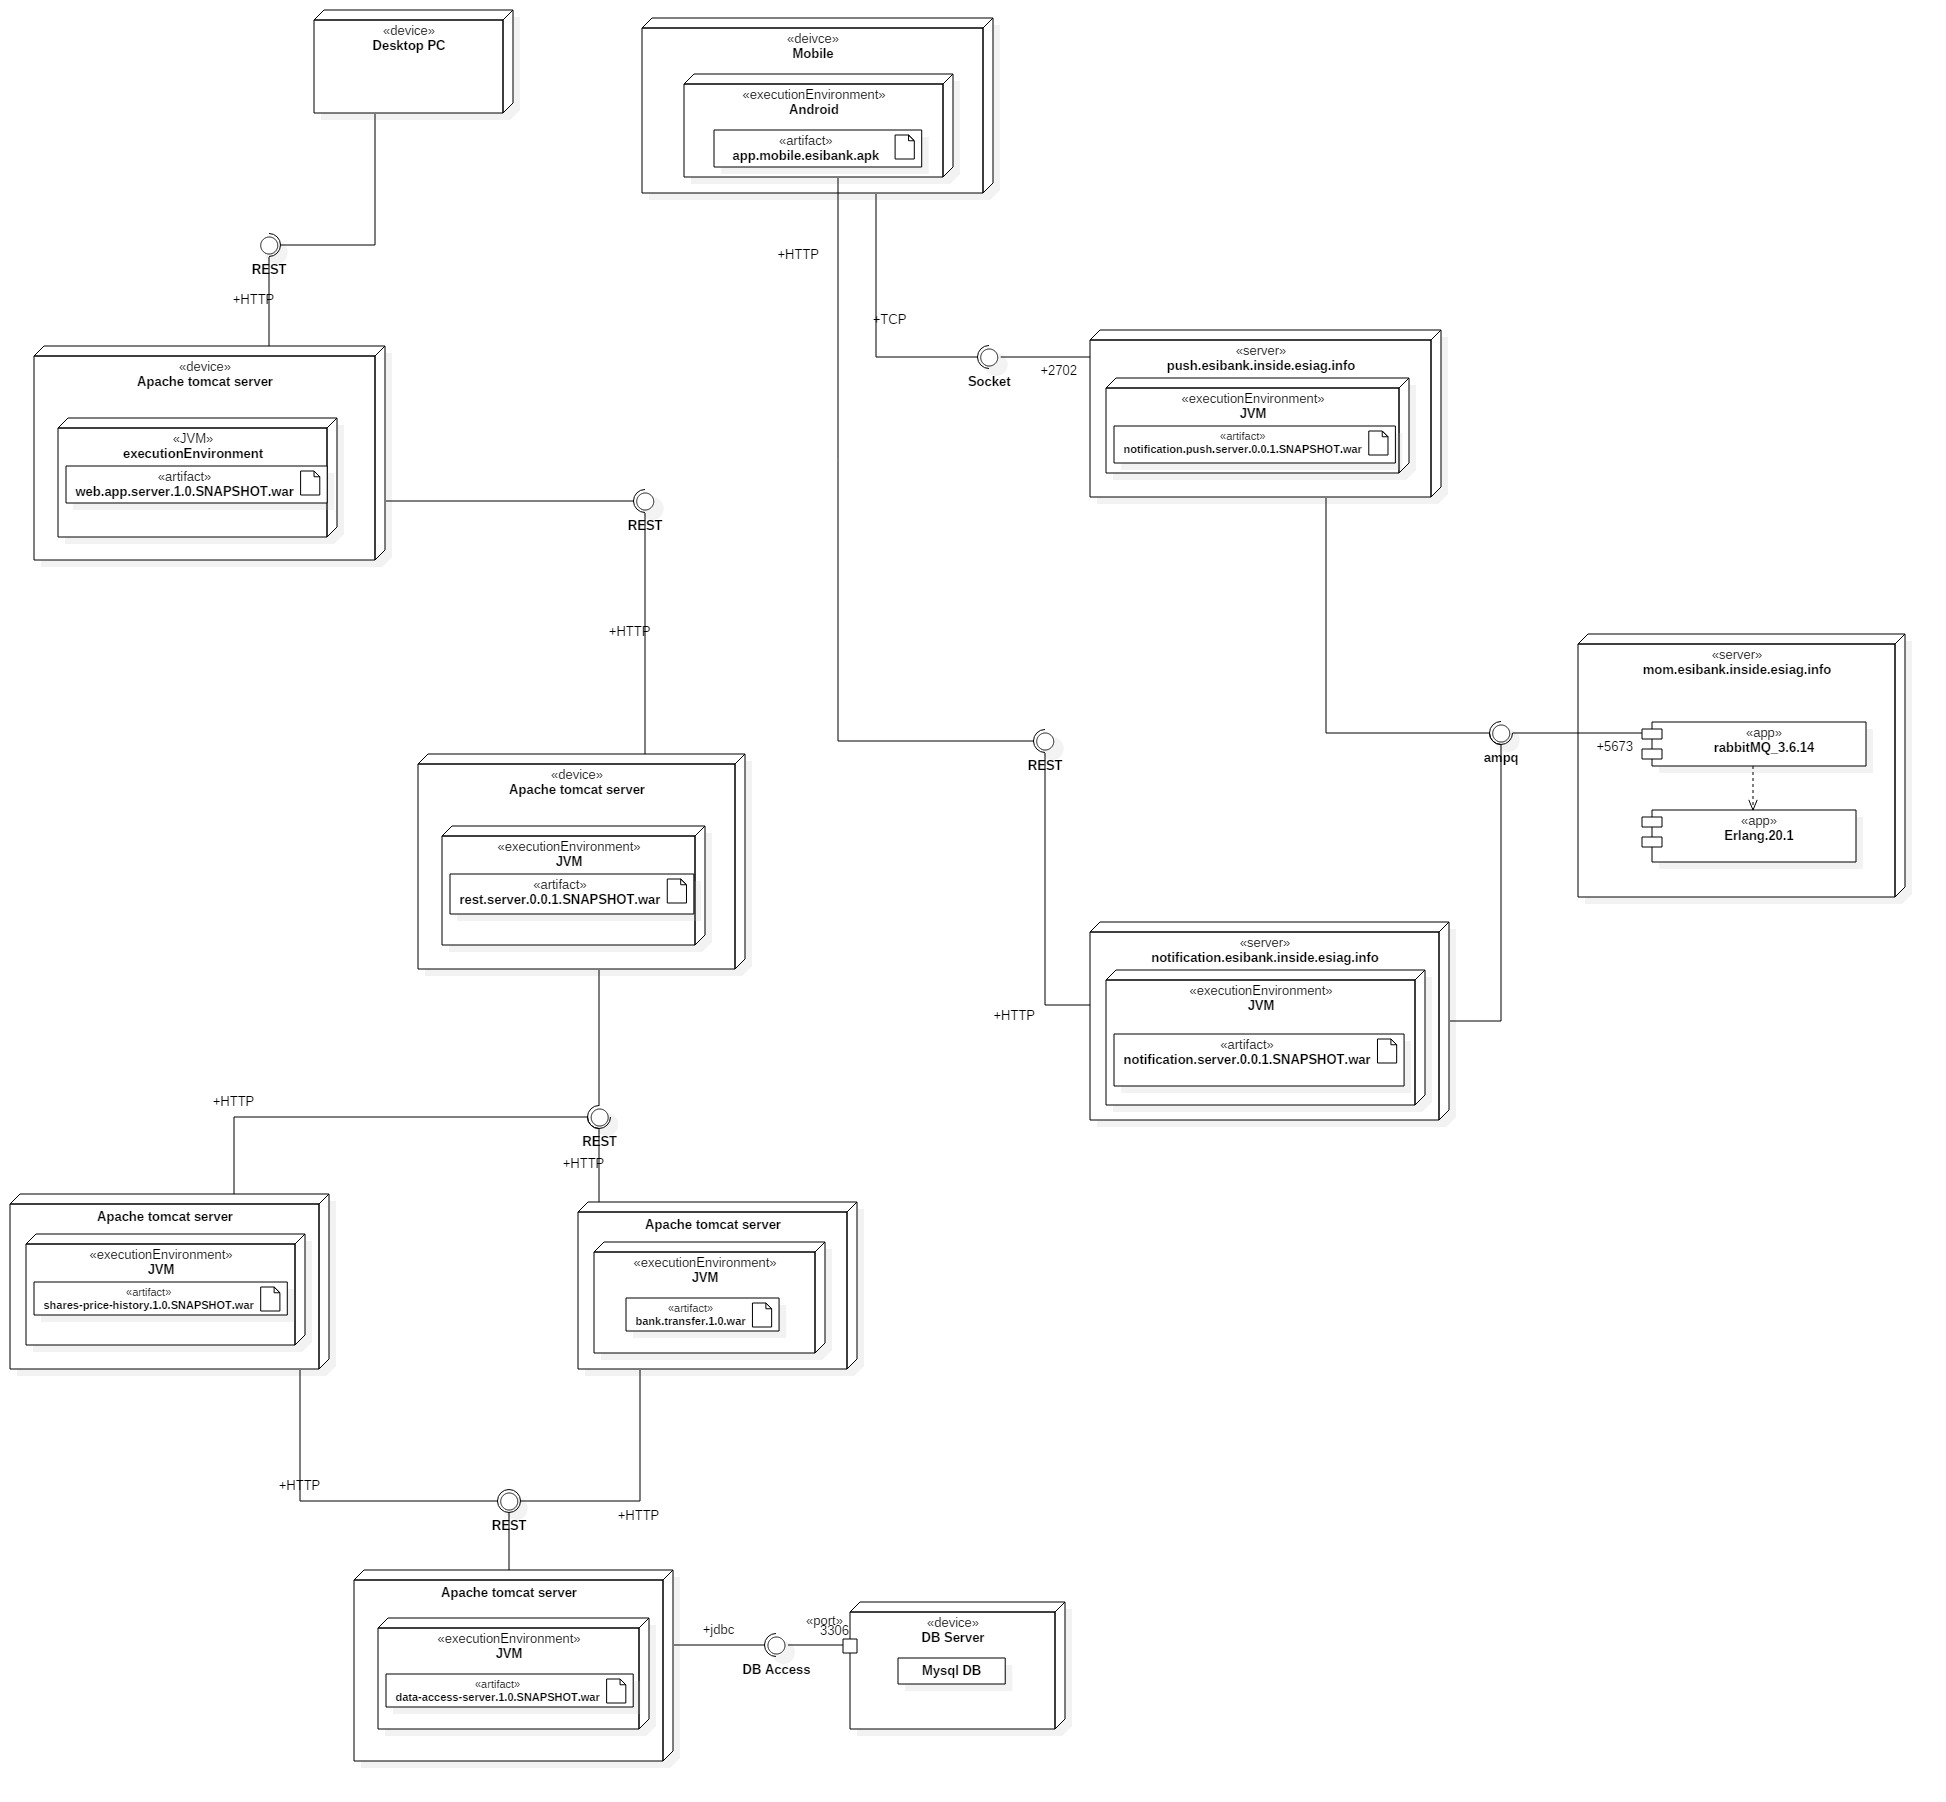 «device»
Desktop PC
«deivce»
Mobile
«executionEnvironment»
Android
«artifact»
app.mobile.esibank.apk
REST
+HTTP
+HTTP
+TCP
Socket
+2702
«server»
push.esibank.inside.esiag.info
«executionEnvironment»
JVM
«artifact»
notification.push.server.0.0.1.SNAPSHOT.war
«device»
Apache tomcat server
«JVM»
executionEnvironment
«artifact»
web.app.server.1.0.SNAPSHOT.war
REST
+HTTP
«server»
mom.esibank.inside.esiag.info
«app»
rabbitMQ_3.6.14
+5673
ampq
«app»
Erlang.20.1
REST
«device»
Apache tomcat server
«executionEnvironment»
JVM
«artifact»
rest.server.0.0.1.SNAPSHOT.war
«server»
notification.esibank.inside.esiag.info
«executionEnvironment»
JVM
«artifact»
notification.server.0.0.1.SNAPSHOT.war
+HTTP
+HTTP
REST
+HTTP
Apache tomcat server
«executionEnvironment»
JVM
«artifact»
shares-price-history.1.0.SNAPSHOT.war
Apache tomcat server
«executionEnvironment»
JVM
«artifact»
bank.transfer.1.0.war
+HTTP
+HTTP
REST
Apache tomcat server
«executionEnvironment»
JVM
«artifact»
data-access-server.1.0.SNAPSHOT.war
+jdbc
DB Access
«port»
3306
«device»
DB Server
Mysql DB